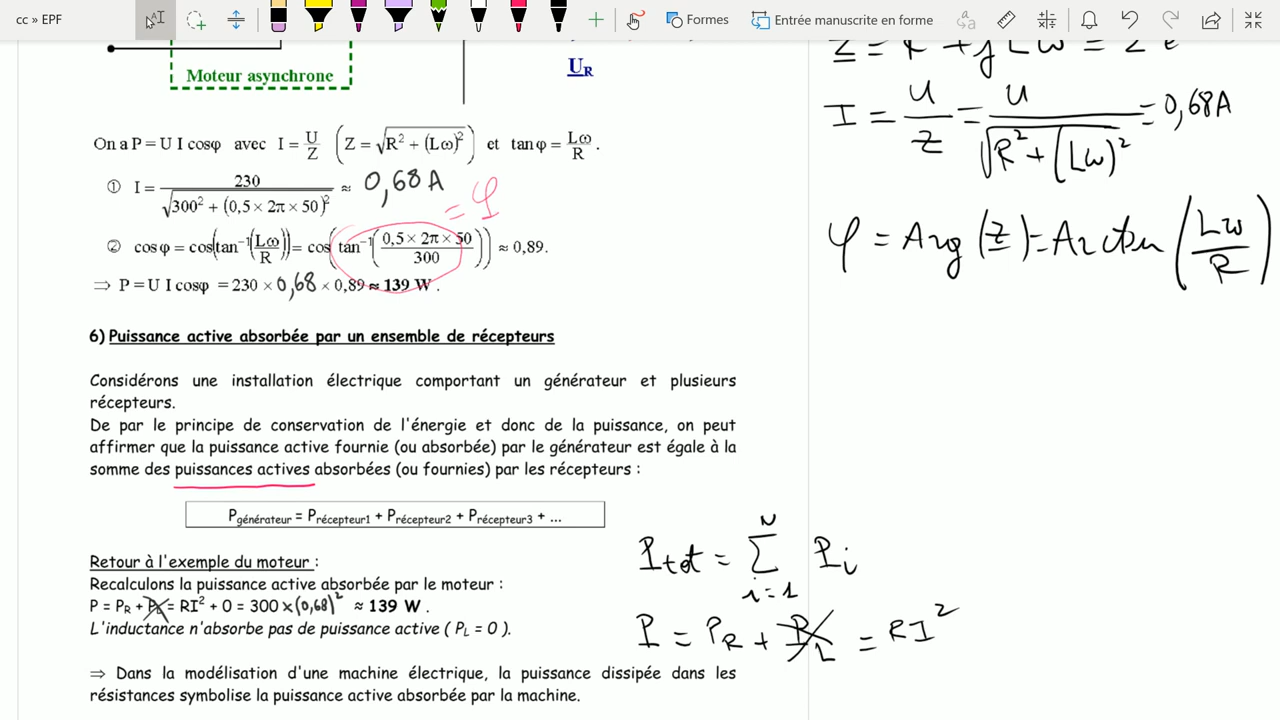 cc » EPF
Formes
Entrée manuscrite en forme
Moteur asynchrone
U_R
On a P = U I cosφ avec I = U/Z (Z = √(R² + (Lω)²)) et tanφ = Lω/R .
① I = 230 / √(300² + (0,5 × 2π × 50)²) ≈ 0,68 A
= φ
② cosφ = cos(tan⁻¹(Lω/R)) = cos(tan⁻¹(0,5 × 2π × 50 / 300)) ≈ 0,89.
⇒ P = U I cosφ = 230 × 0,68 × 0,89 ≈ 139 W .
6) Puissance active absorbée par un ensemble de récepteurs
Considérons une installation électrique comportant un générateur et plusieurs
récepteurs.
De par le principe de conservation de l'énergie et donc de la puissance, on peut
affirmer que la puissance active fournie (ou absorbée) par le générateur est égale à la
somme des puissances actives absorbées (ou fournies) par les récepteurs :
P_générateur = P_récepteur1 + P_récepteur2 + P_récepteur3 + ...
Retour à l'exemple du moteur :
Recalculons la puissance active absorbée par le moteur :
P = P_R + P_L = RI² + 0 = 300 × (0,68)² ≈ 139 W .
L'inductance n'absorbe pas de puissance active ( P_L = 0 ).
⇒ Dans la modélisation d'une machine électrique, la puissance dissipée dans les
résistances symbolise la puissance active absorbée par la machine.
Z = R + j L ω = Z e
I = U/Z = U / √(R² + (Lω)²) = 0,68 A
φ = Arg (Z) = Arctan (Lω/R)
P_tot = Σ_{i=1}^{N} P_i
P = P_R + P_L = RI²